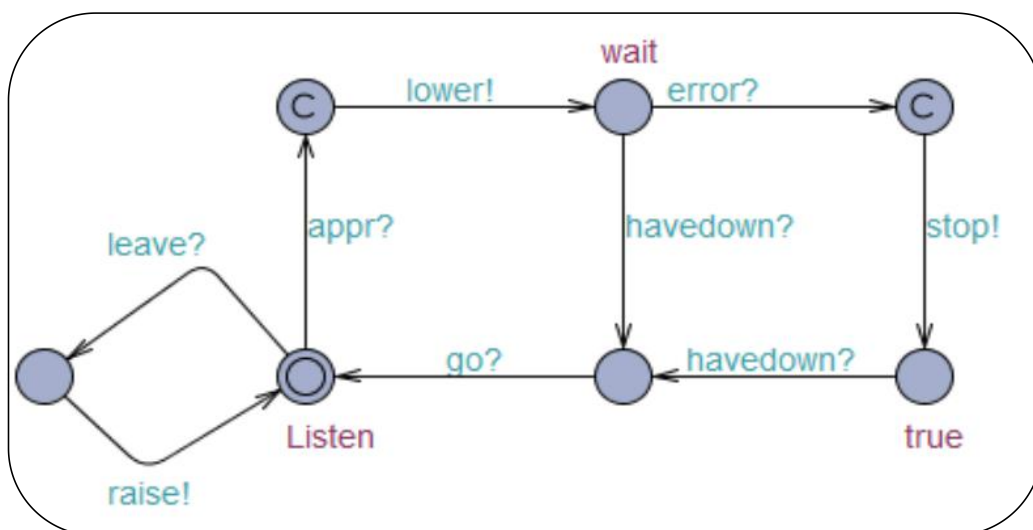 wait
C
lower!
error?
C
leave?
appr?
havedown?
stop!
go?
havedown?
Listen
true
raise!